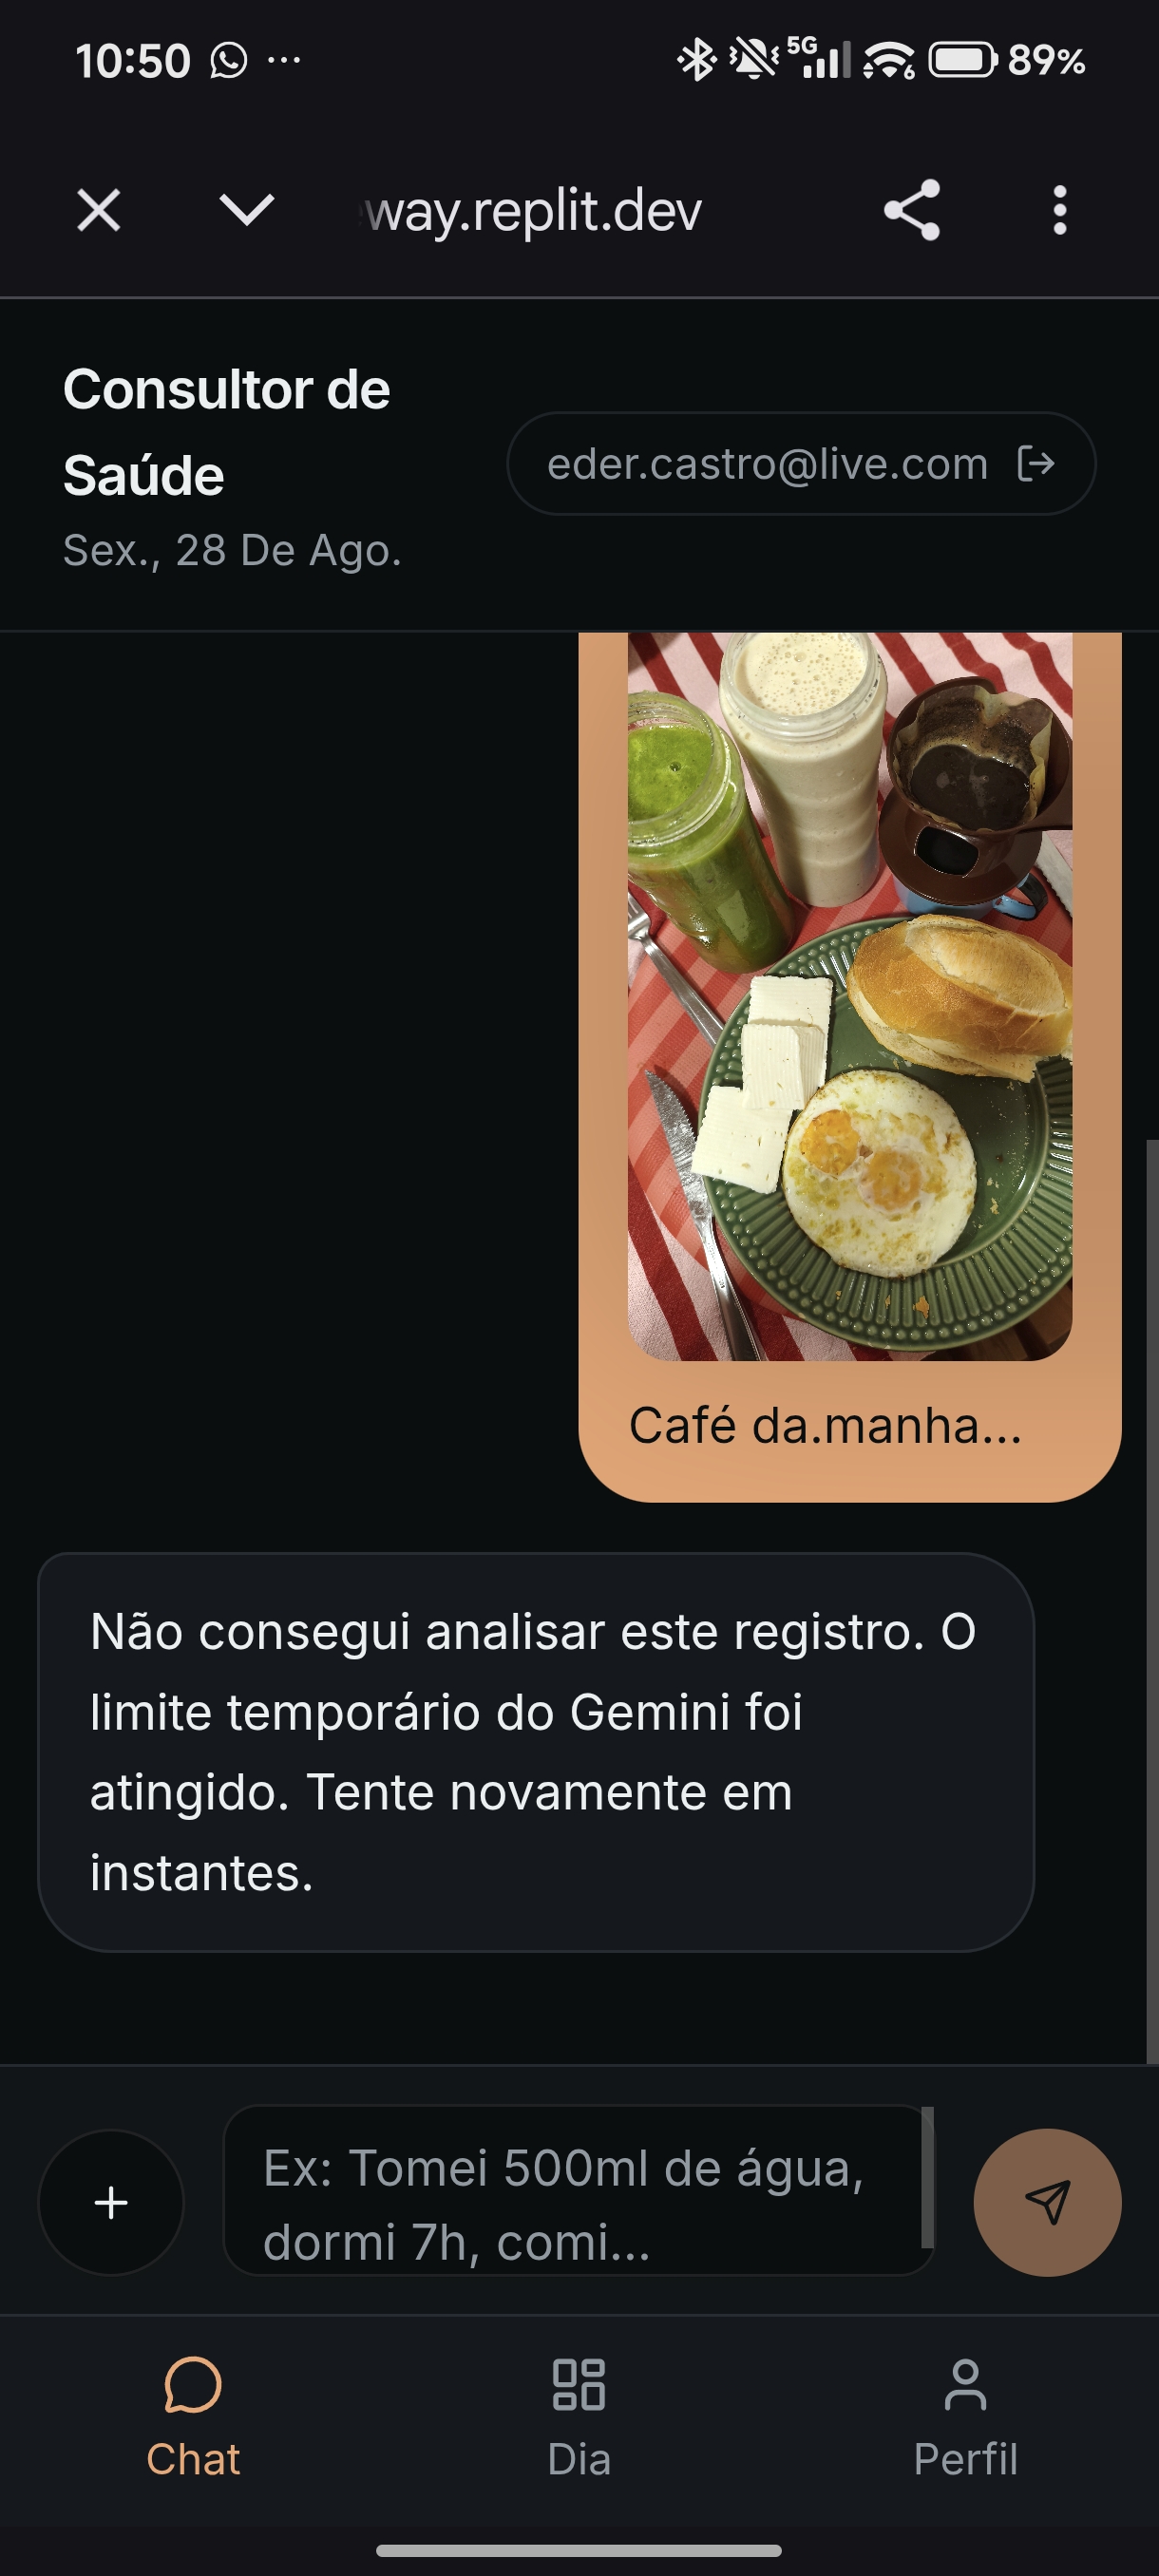 10:50
5G
6
89%
way.replit.dev
Consultor de
Saúde
eder.castro@live.com
Sex., 28 De Ago.
Café da.manha...
Não consegui analisar este registro. O
limite temporário do Gemini foi
atingido. Tente novamente em
instantes.
Ex: Tomei 500ml de água,
dormi 7h, comi...
Chat
Dia
Perfil